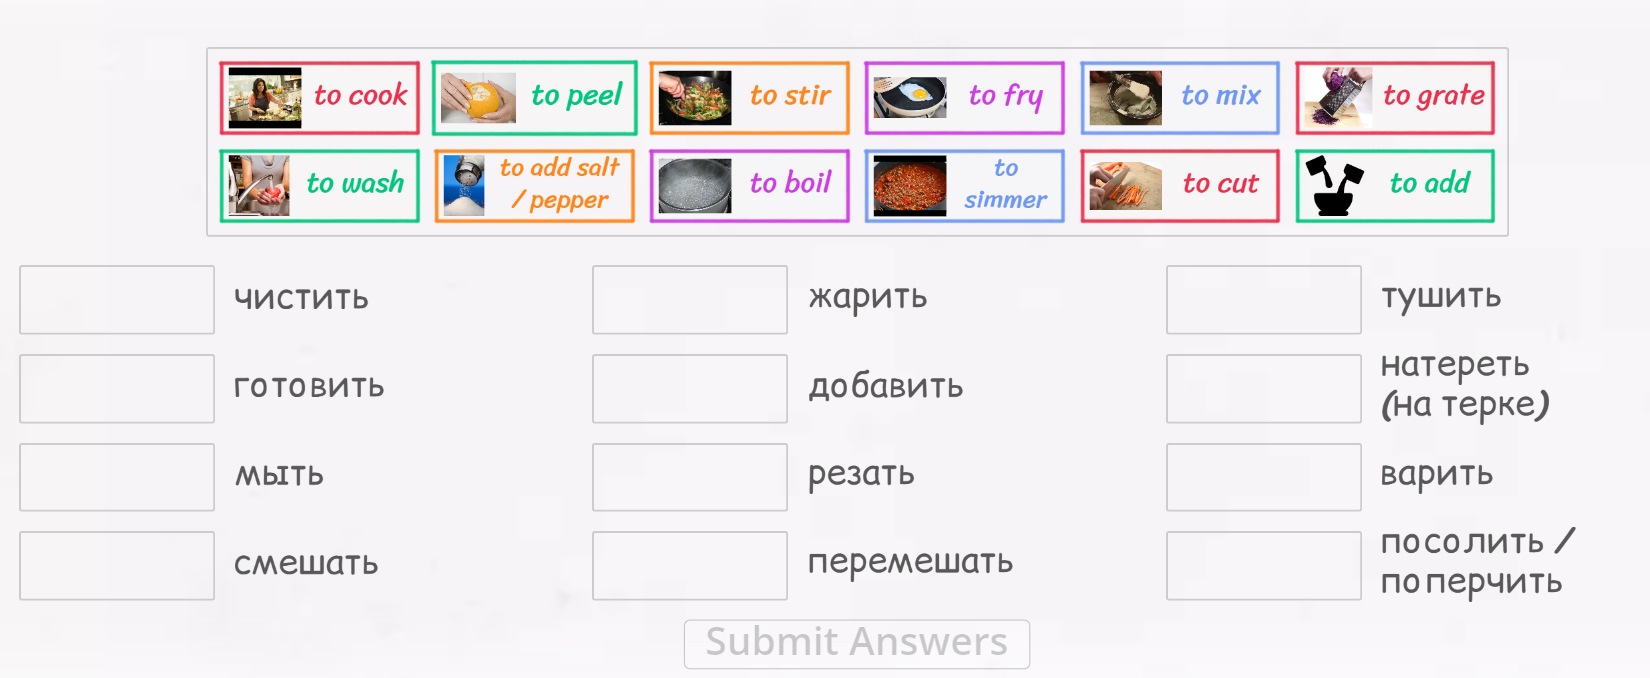 to cook
to peel
to stir
to fry
to mix
to grate
to wash
to add salt
/ pepper
to boil
to
simmer
to cut
to add
чистить
жарить
тушить
готовить
добавить
натереть
(на терке)
мыть
резать
варить
смешать
перемешать
посолить /
поперчить
Submit Answers